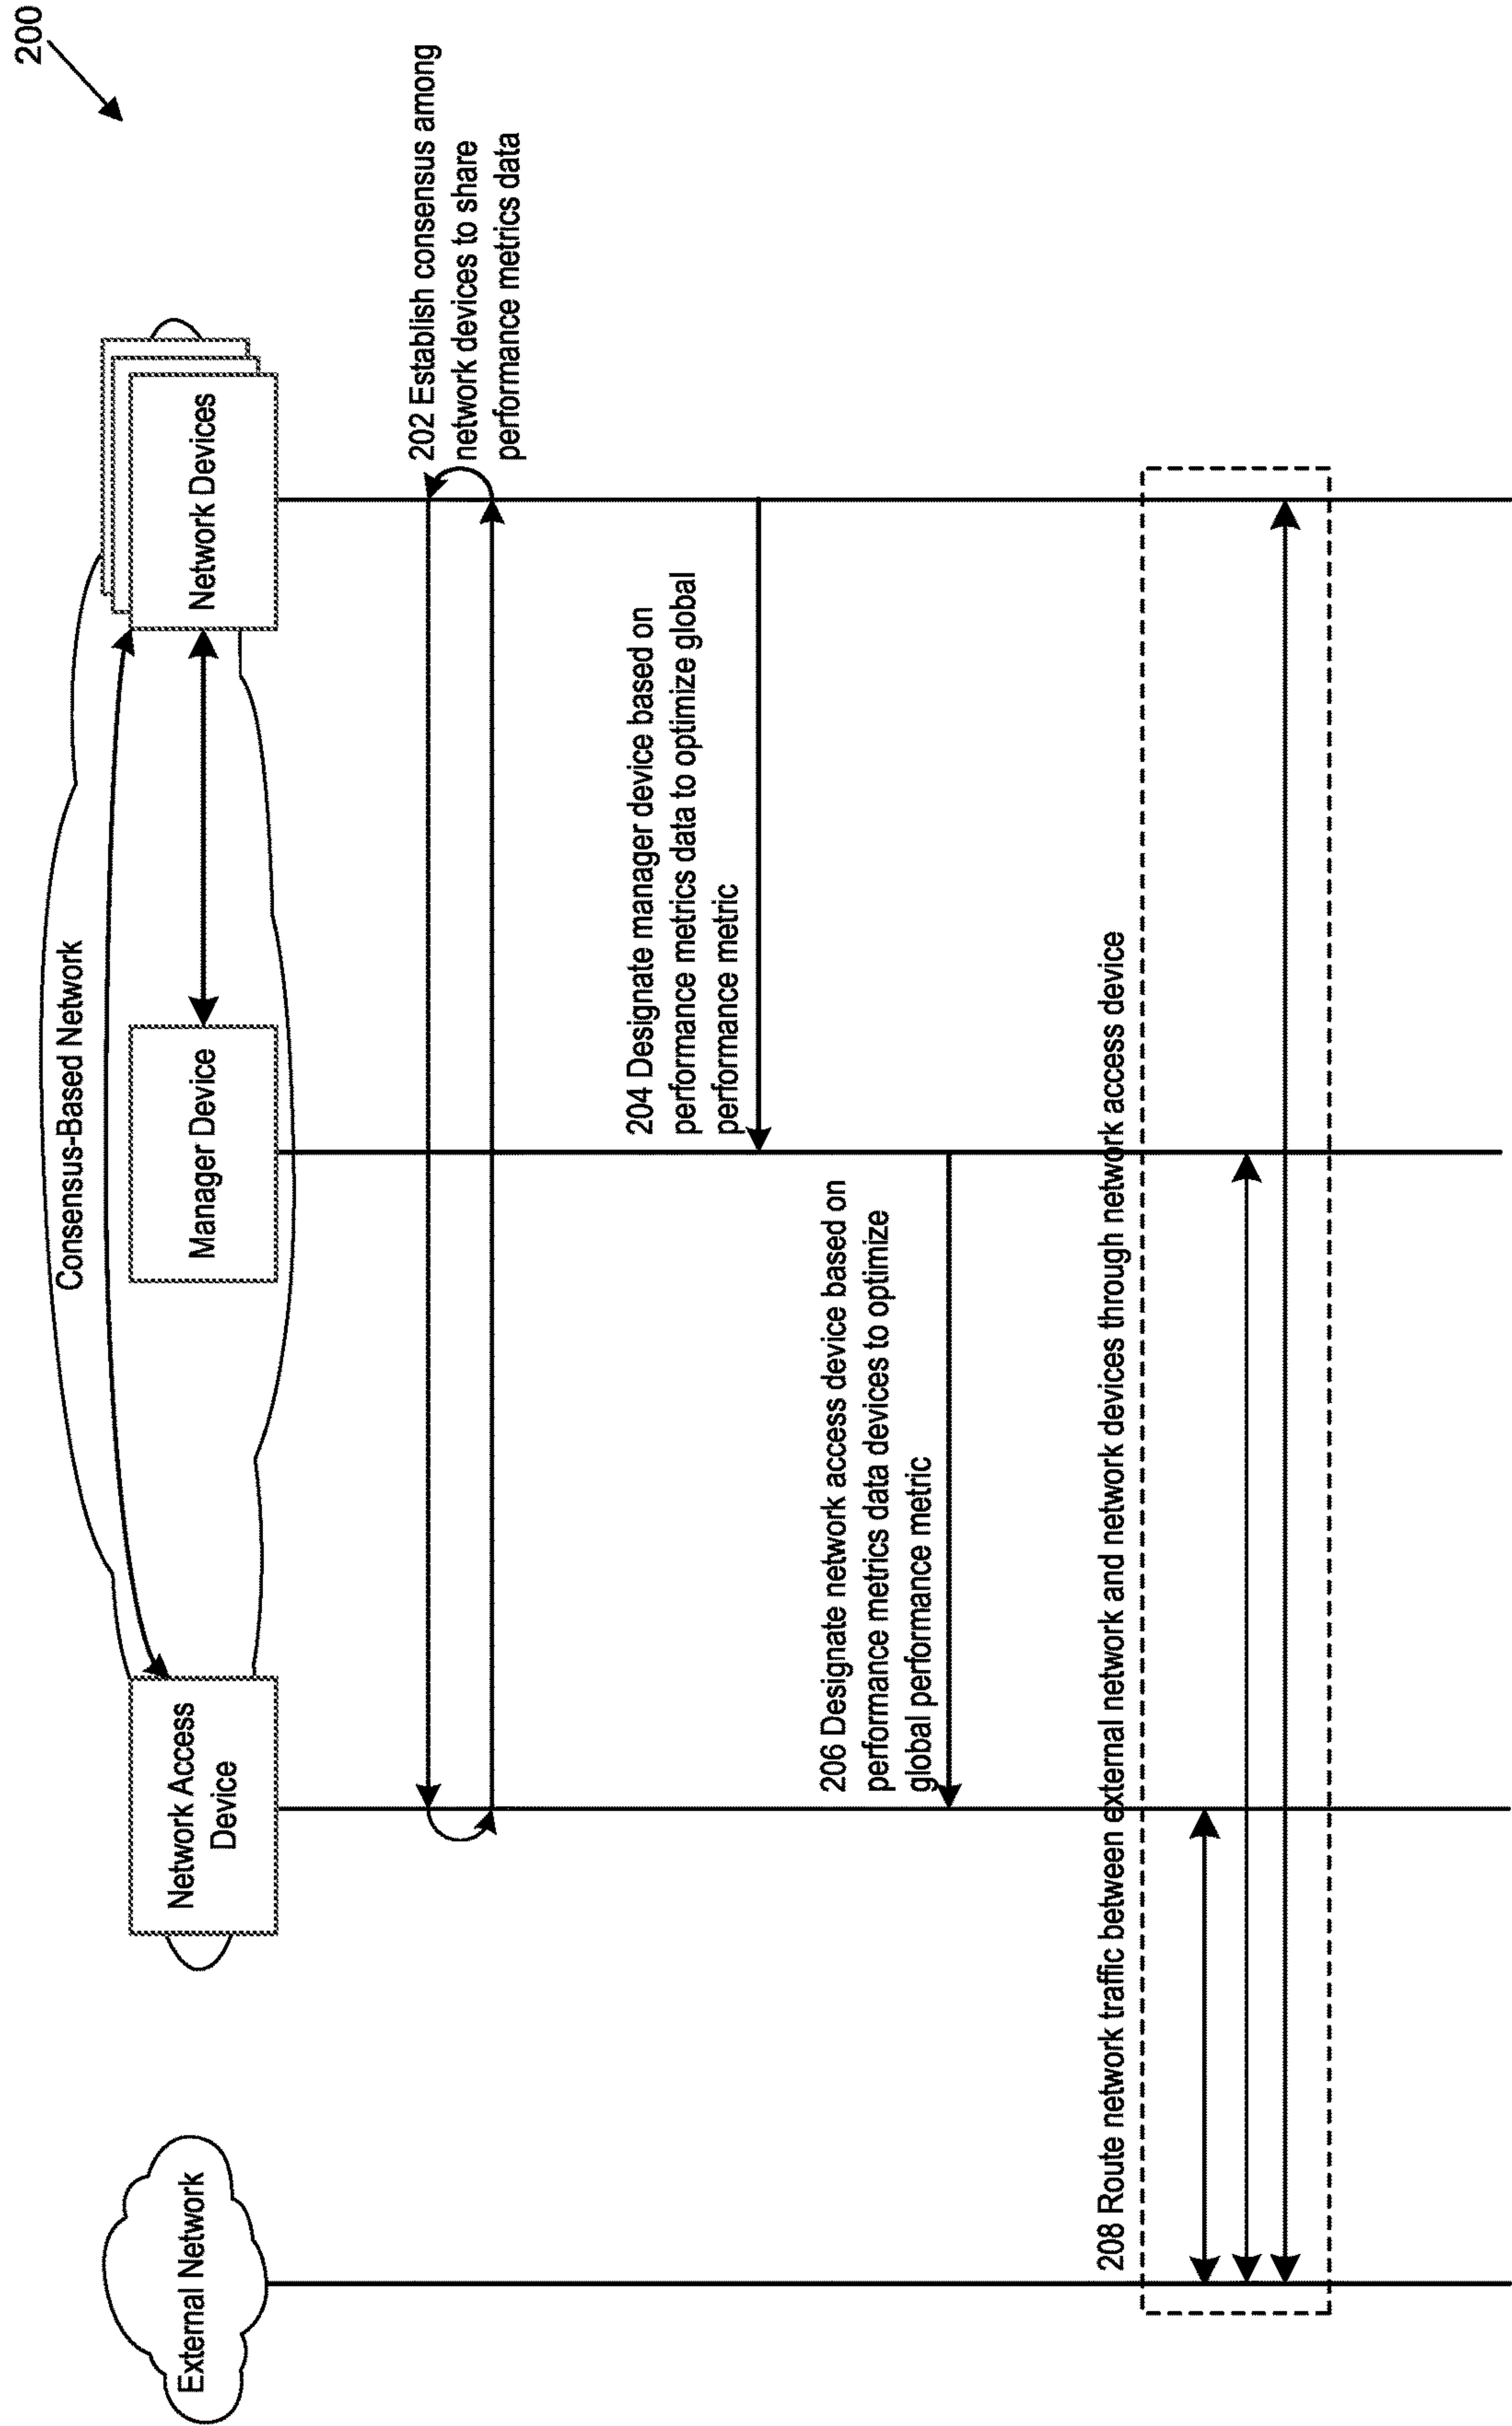 200
Consensus-Based Network
External Network
Network Access
Device
Manager Device
Network Devices
202 Establish consensus among
network devices to share
performance metrics data
204 Designate manager device based on
performance metrics data to optimize global
performance metric
206 Designate network access device based on
performance metrics data devices to optimize
global performance metric
208 Route network traffic between external network and network devices through network access device